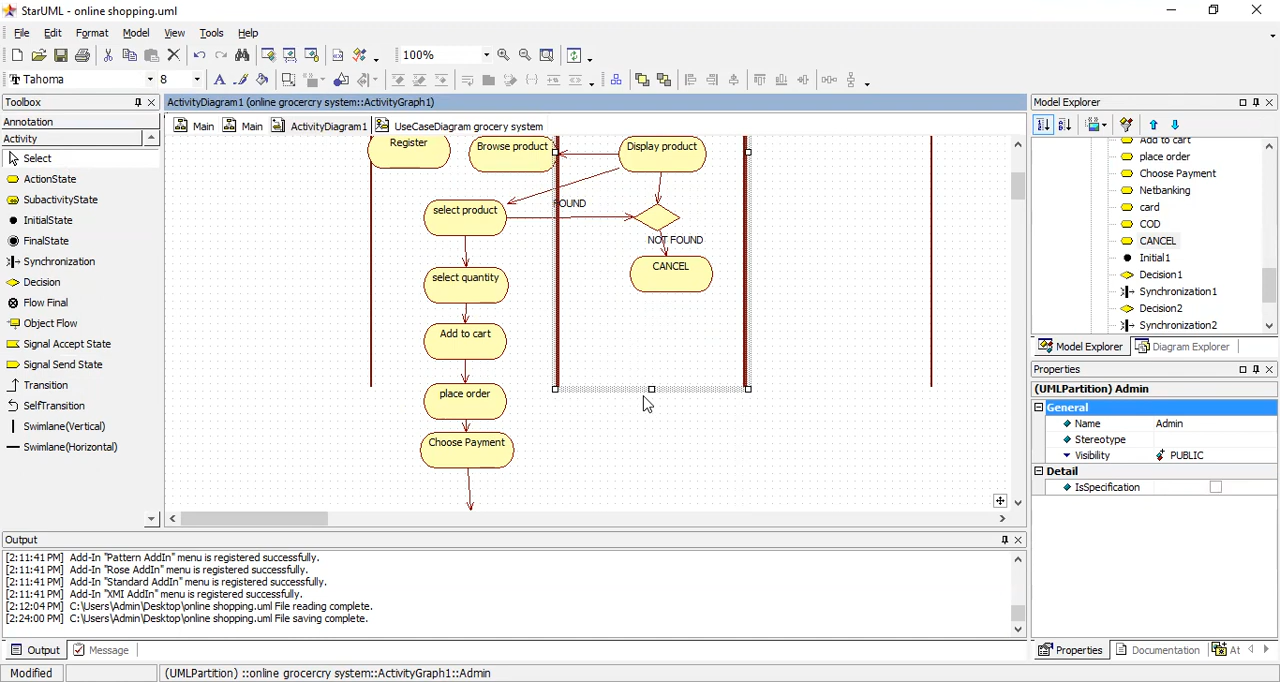 StarUML - online shopping.uml
File Edit Format Model View Tools Help
100%
Tahoma 8
Toolbox
Annotation
Activity
Select
ActionState
SubactivityState
InitialState
FinalState
Synchronization
Decision
Flow Final
Object Flow
Signal Accept State
Signal Send State
Transition
SelfTransition
Swimlane(Vertical)
Swimlane(Horizontal)
ActivityDiagram1 (online grocercry system::ActivityGraph1)
Main Main ActivityDiagram1 UseCaseDiagram grocery system
Register Browse product Display product
select product FOUND
NOT FOUND
CANCEL
select quantity
Add to cart
place order
Choose Payment
Model Explorer
Add to cart
place order
Choose Payment
Netbanking
card
COD
CANCEL
Initial1
Decision1
Synchronization1
Decision2
Synchronization2
Model Explorer Diagram Explorer
Properties
(UMLPartition) Admin
General
Name Admin
Stereotype
Visibility PUBLIC
Detail
IsSpecification
Properties Documentation At
Output
[2:11:41 PM] Add-In "Pattern AddIn" menu is registered successfully.
[2:11:41 PM] Add-In "Rose AddIn" menu is registered successfully.
[2:11:41 PM] Add-In "Standard AddIn" menu is registered successfully.
[2:11:41 PM] Add-In "XMI AddIn" menu is registered successfully.
[2:12:04 PM] C:\Users\Admin\Desktop\online shopping.uml File reading complete.
[2:24:00 PM] C:\Users\Admin\Desktop\online shopping.uml File saving complete.
Output Message
Modified (UMLPartition) ::online grocercry system::ActivityGraph1::Admin